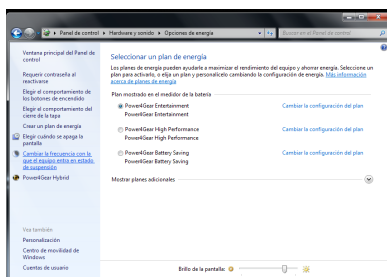 Panel de control ▸ Hardware y sonido ▸ Opciones de energía
Buscar en el Panel de control
Ventana principal del Panel de
control
Requerir contraseña al
reactivarse
Elegir el comportamiento de
los botones de encendido
Elegir el comportamiento del
cierre de la tapa
Crear un plan de energía
Elegir cuándo se apaga la
pantalla
Cambiar la frecuencia con la
que el equipo entra en estado
de suspensión
Power4Gear Hybrid
Vea también
Personalización
Centro de movilidad de
Windows
Cuentas de usuario
Seleccionar un plan de energía
Los planes de energía pueden ayudarle a maximizar el rendimiento del equipo y ahorrar energía. Seleccione un
plan para activarlo, o elija un plan y personalícelo cambiando la configuración de energía. Más información
acerca de planes de energía
Plan mostrado en el medidor de la batería
Power4Gear Entertainment Cambiar la configuración del plan
Power4Gear Entertainment
Power4Gear High Performance Cambiar la configuración del plan
Power4Gear High Performance
Power4Gear Battery Saving Cambiar la configuración del plan
Power4Gear Battery Saving
Mostrar planes adicionales
Brillo de la pantalla: